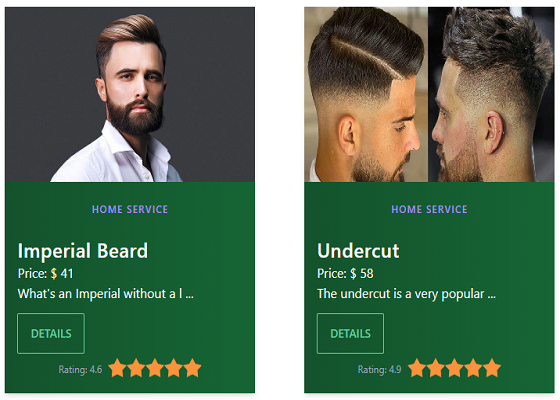 HOME SERVICE
Imperial Beard
Price: $ 41
What's an Imperial without a l ...
DETAILS
Rating: 4.6
HOME SERVICE
Undercut
Price: $ 58
The undercut is a very popular ...
DETAILS
Rating: 4.9